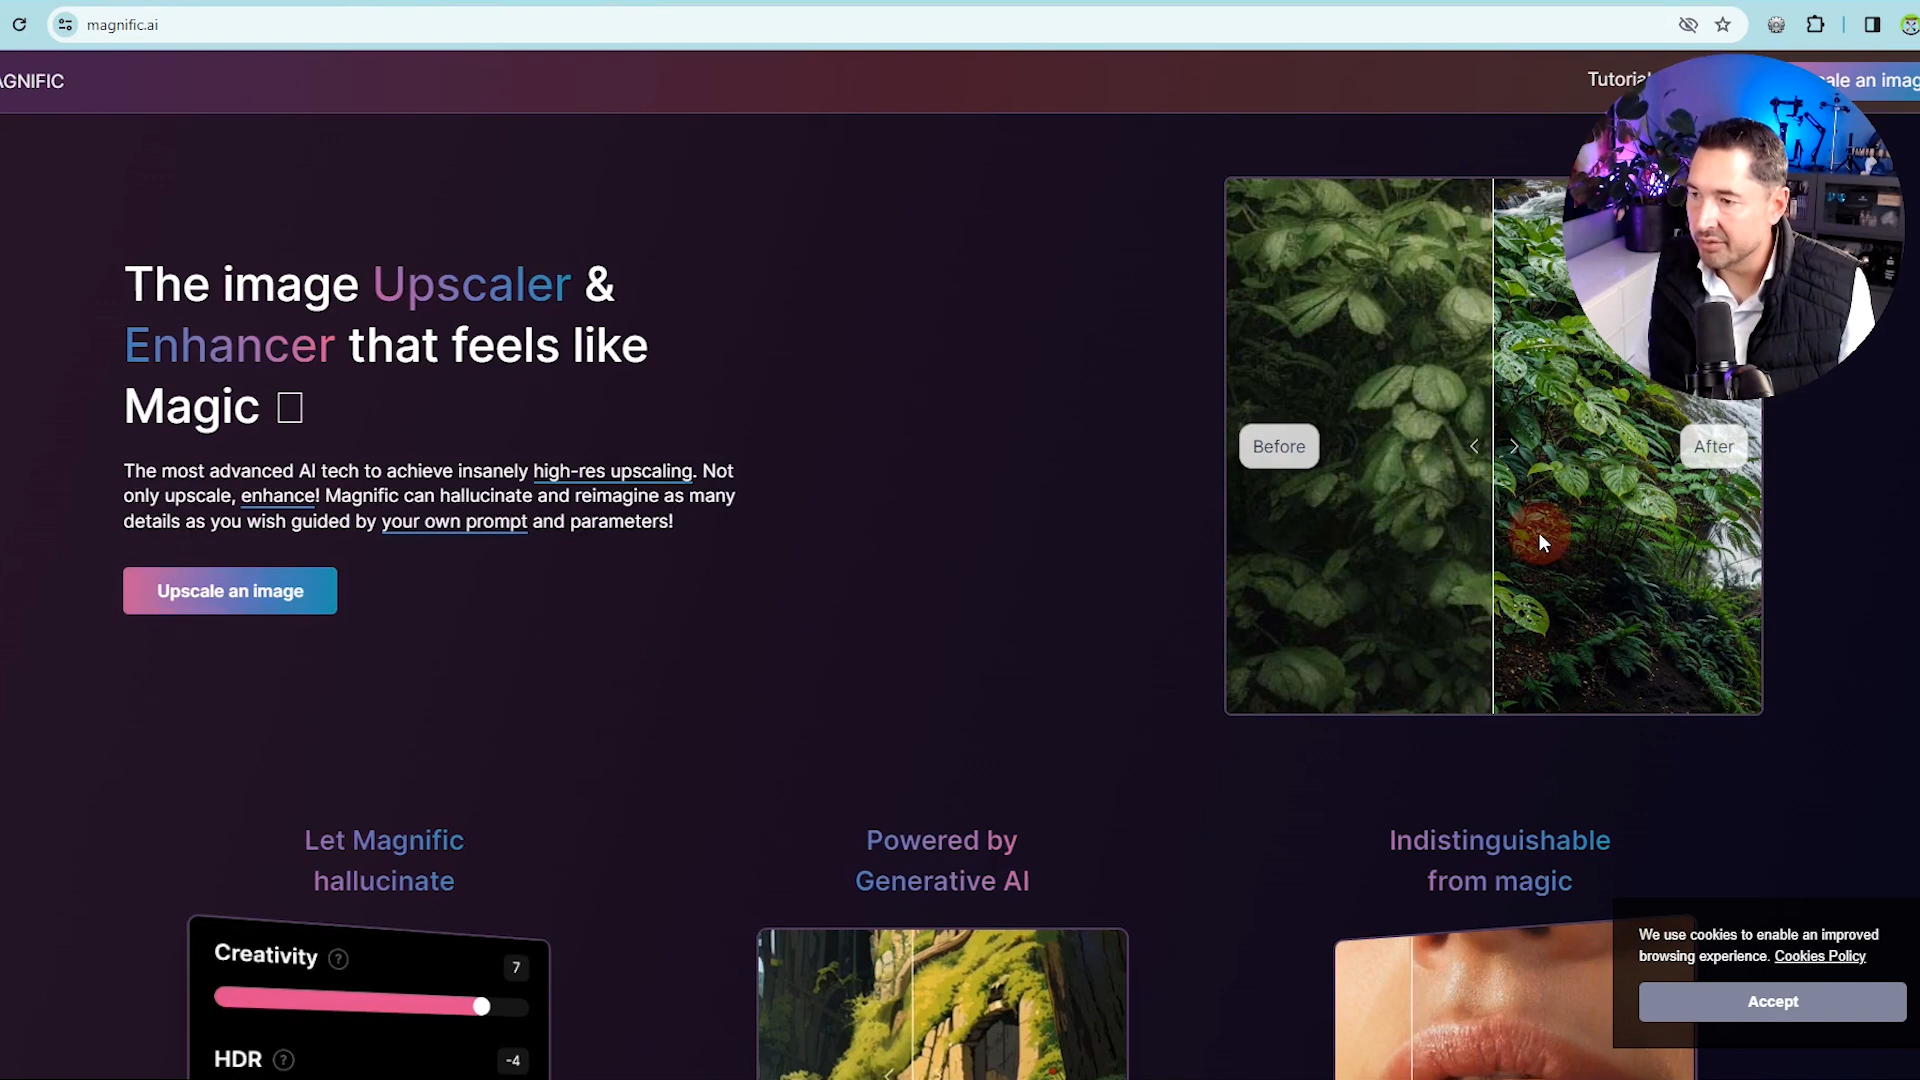 magnific.ai
AGNIFIC
Tutorial
ale an imag
The image Upscaler &
Enhancer that feels like
Magic
The most advanced AI tech to achieve insanely high-res upscaling. Not
only upscale, enhance! Magnific can hallucinate and reimagine as many
details as you wish guided by your own prompt and parameters!
Upscale an image
Before
After
Let Magnific
hallucinate
Powered by
Generative AI
Indistinguishable
from magic
Creativity ?
7
HDR ?
-4
We use cookies to enable an improved
browsing experience. Cookies Policy
Accept